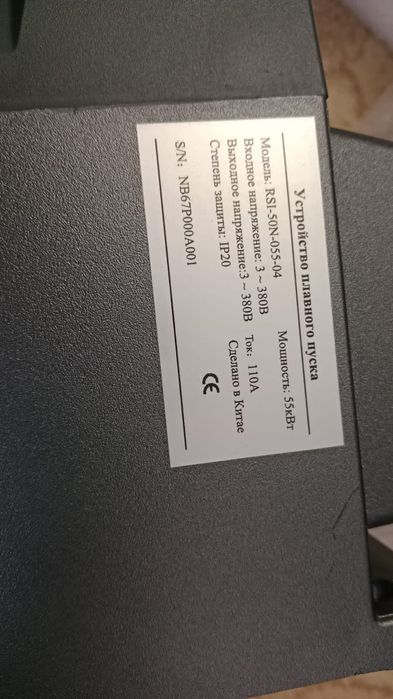 Устройство плавного пуска
Модель: RSI-50N-055-04 Мощность: 55кВт
Входное напряжение: 3 ~ 380В
Выходное напряжение:3 ~ 380В Ток: 110А
Степень защиты: IP20 Сделано в Китае
S/N: NB67P000A001 CE